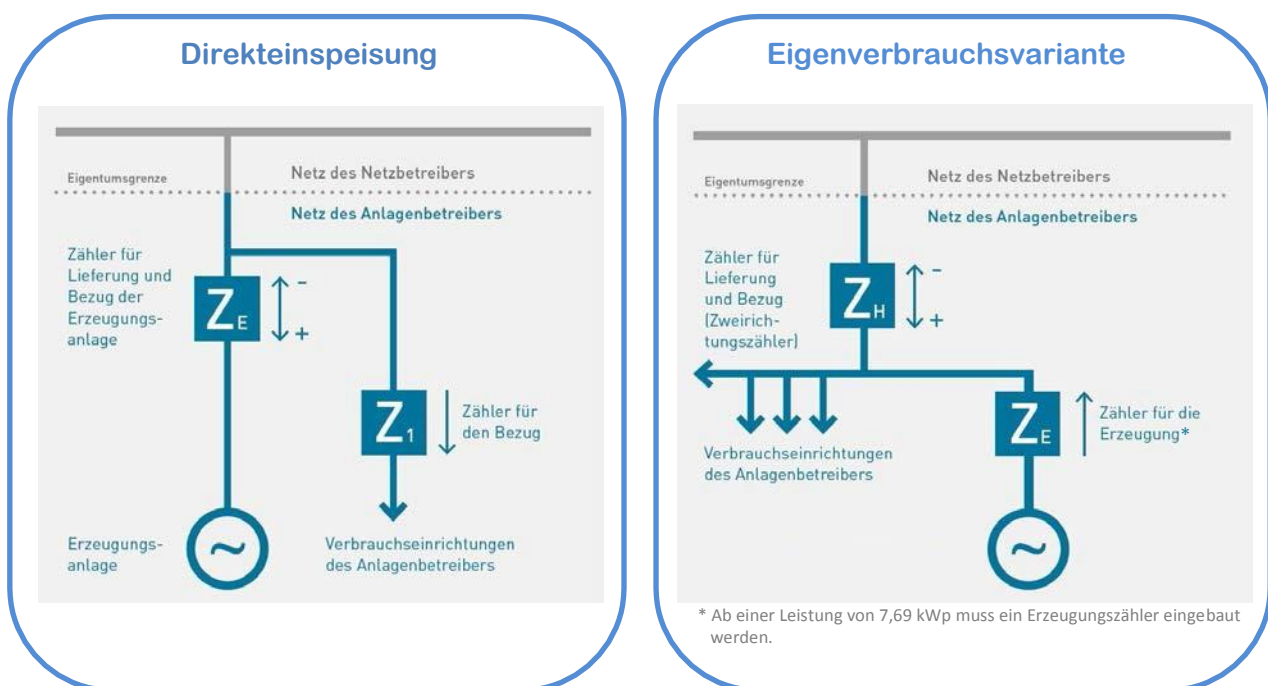 Direkteinspeisung
Eigentumsgrenze
Netz des Netzbetreibers
Netz des Anlagenbetreibers
Zähler für
Lieferung und
Bezug der
Erzeugungs-
anlage
ZE
-
+
Z1
Zähler für
den Bezug
Erzeugungs-
anlage
~
Verbrauchseinrichtungen
des Anlagenbetreibers
Eigenverbrauchsvariante
Eigentumsgrenze
Netz des Netzbetreibers
Netz des Anlagenbetreibers
Zähler für
Lieferung
und Bezug
(Zweirich-
tungszähler)
ZH
-
+
ZE
Zähler für die
Erzeugung*
Verbrauchseinrichtungen
des Anlagenbetreibers
~
* Ab einer Leistung von 7,69 kWp muss ein Erzeugungszähler eingebaut
werden.